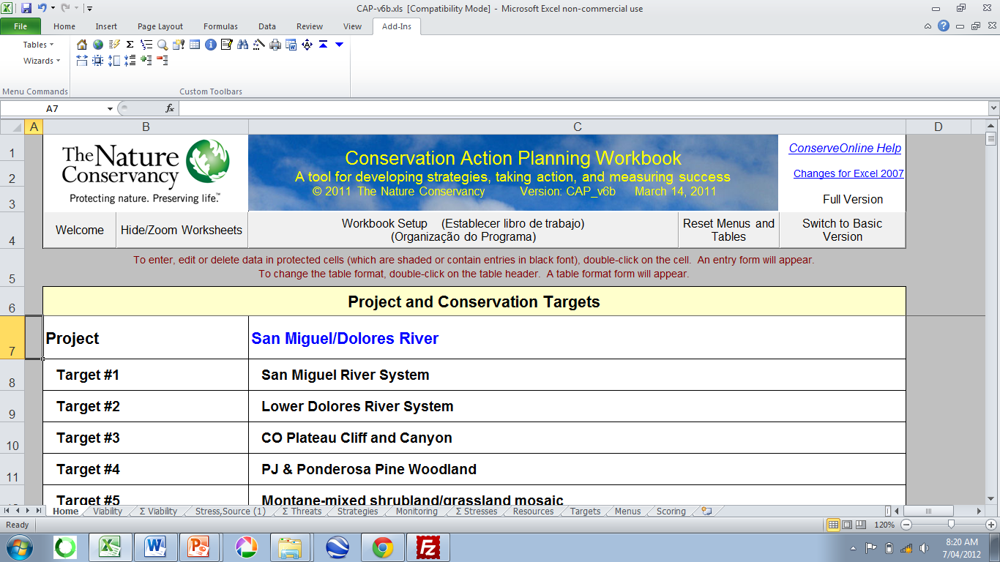 CAP-v6b.xls [Compatibility Mode] - Microsoft Excel non-commercial use
File Home Insert Page Layout Formulas Data Review View Add-Ins
Tables
Wizards
Menu Commands Custom Toolbars
A7 fx
A B C D
1
2
3
4
5
6
7
8
9
10
11
The Nature
Conservancy
Protecting nature. Preserving life.™
Conservation Action Planning Workbook
A tool for developing strategies, taking action, and measuring success
© 2011 The Nature Conservancy Version: CAP_v6b March 14, 2011
ConserveOnline Help
Changes for Excel 2007
Full Version
Welcome
Hide/Zoom Worksheets
Workbook Setup (Establecer libro de trabajo)
(Organização do Programa)
Reset Menus and
Tables
Switch to Basic
Version
To enter, edit or delete data in protected cells (which are shaded or contain entries in black font), double-click on the cell. An entry form will appear.
To change the table format, double-click on the table header. A table format form will appear.
Project and Conservation Targets
Project San Miguel/Dolores River
Target #1 San Miguel River System
Target #2 Lower Dolores River System
Target #3 CO Plateau Cliff and Canyon
Target #4 PJ & Ponderosa Pine Woodland
Target #5 Montane-mixed shrubland/grassland mosaic
Home Viability Σ Viability Stress,Source (1) Σ Threats Strategies Monitoring Σ Stresses Resources Targets Menus Scoring
Ready 120%
8:20 AM
7/04/2012